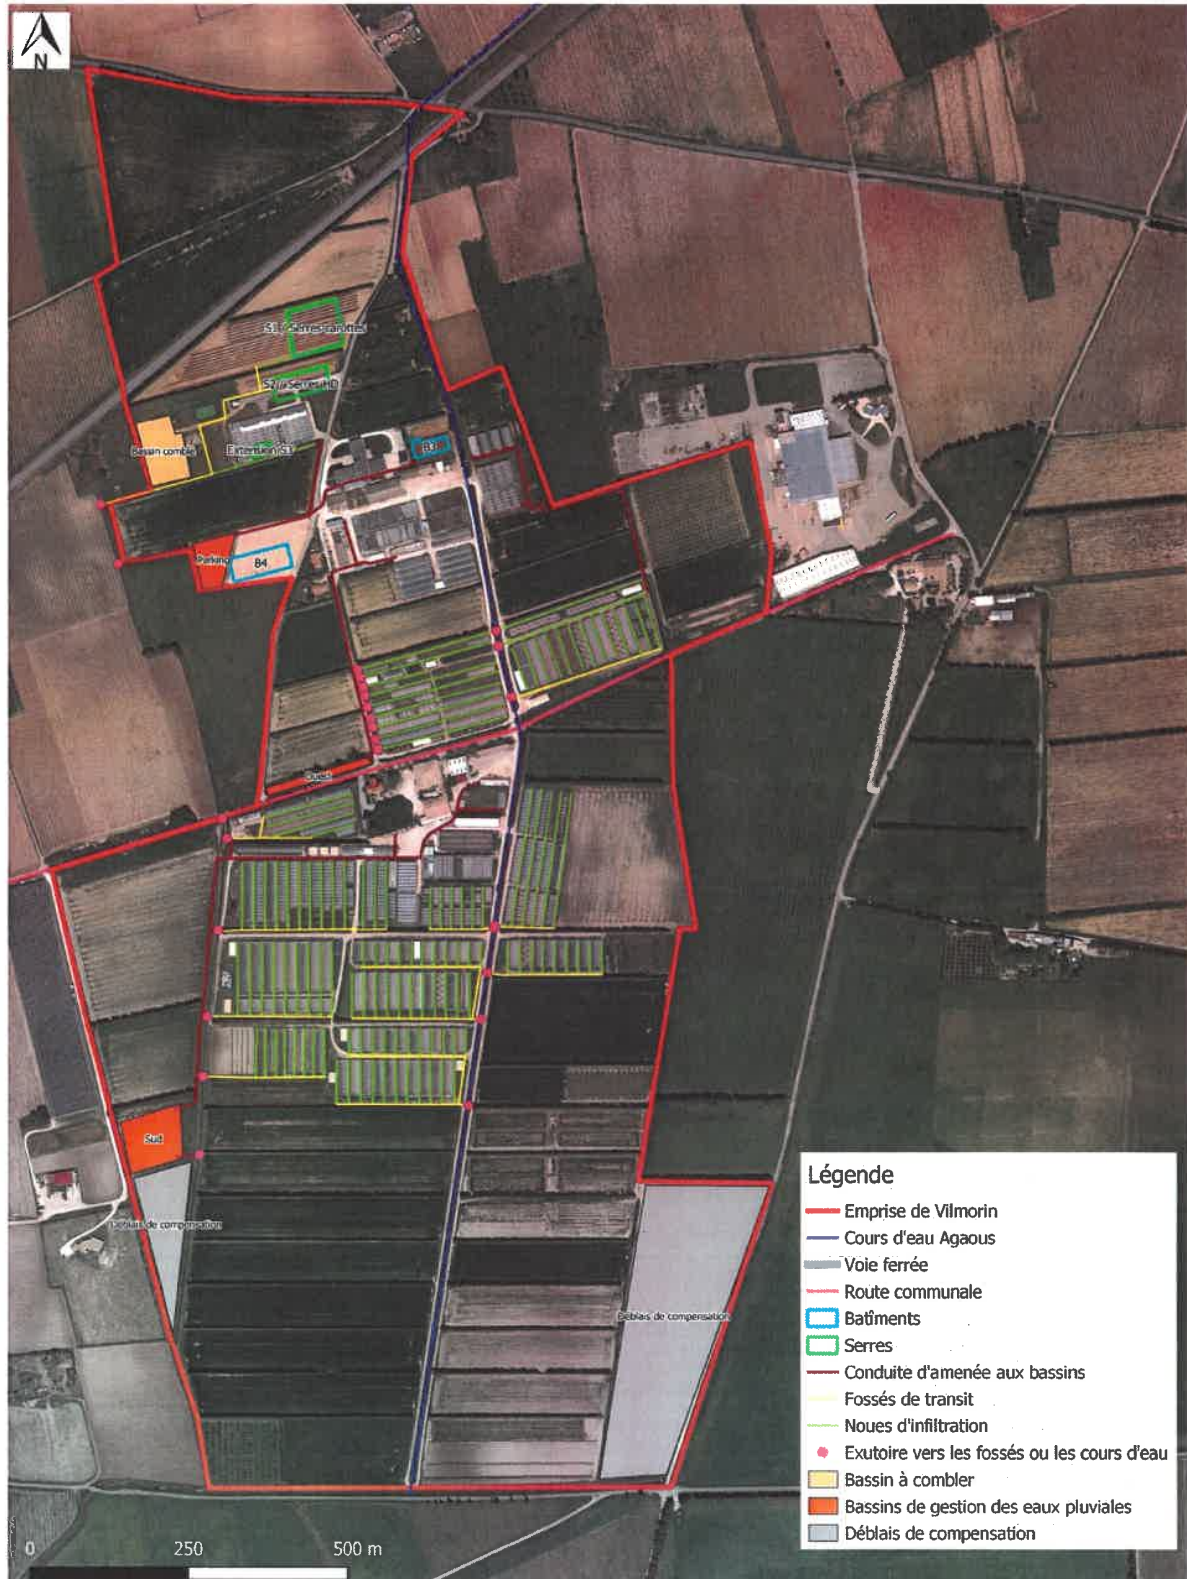 N
S1 : Serres carottes
S2 : Serres HD
B3
Bassin comblé
Extension S3
Parking
B4
Ouest
Sud
Déblais de compensation
Déblais de compensation
Légende
Emprise de Vilmorin
Cours d'eau Agaous
Voie ferrée
Route communale
Batîments
Serres
Conduite d'amenée aux bassins
Fossés de transit
Noues d'infiltration
Exutoire vers les fossés ou les cours d'eau
Bassin à combler
Bassins de gestion des eaux pluviales
Déblais de compensation
0 250 500 m